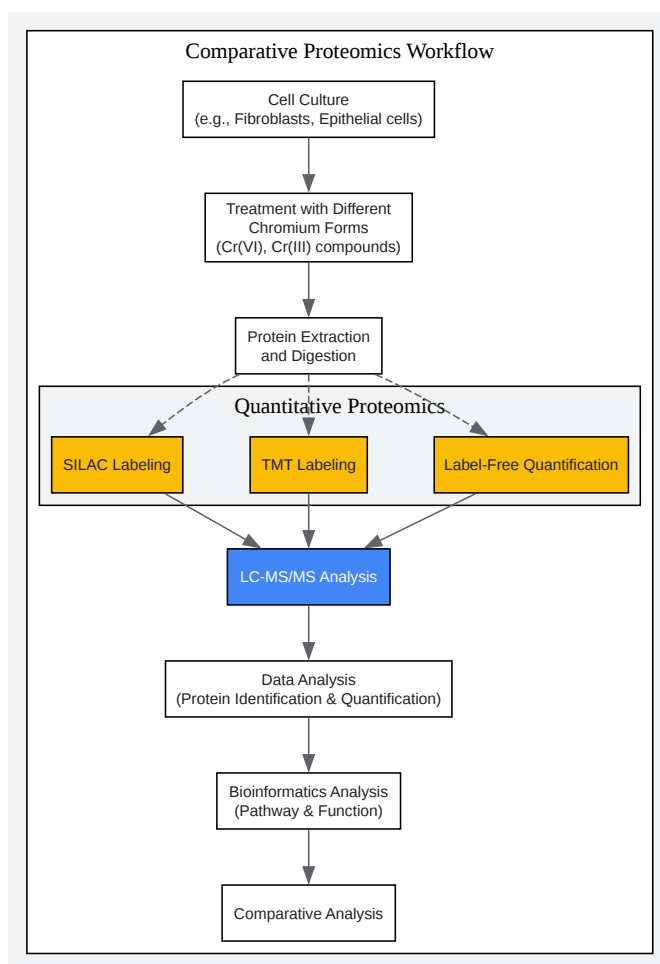 Comparative Proteomics Workflow
Cell Culture
(e.g., Fibroblasts, Epithelial cells)
Treatment with Different
Chromium Forms
(Cr(VI), Cr(III) compounds)
Protein Extraction
and Digestion
Quantitative Proteomics
SILAC Labeling
TMT Labeling
Label-Free Quantification
LC-MS/MS Analysis
Data Analysis
(Protein Identification & Quantification)
Bioinformatics Analysis
(Pathway & Function)
Comparative Analysis